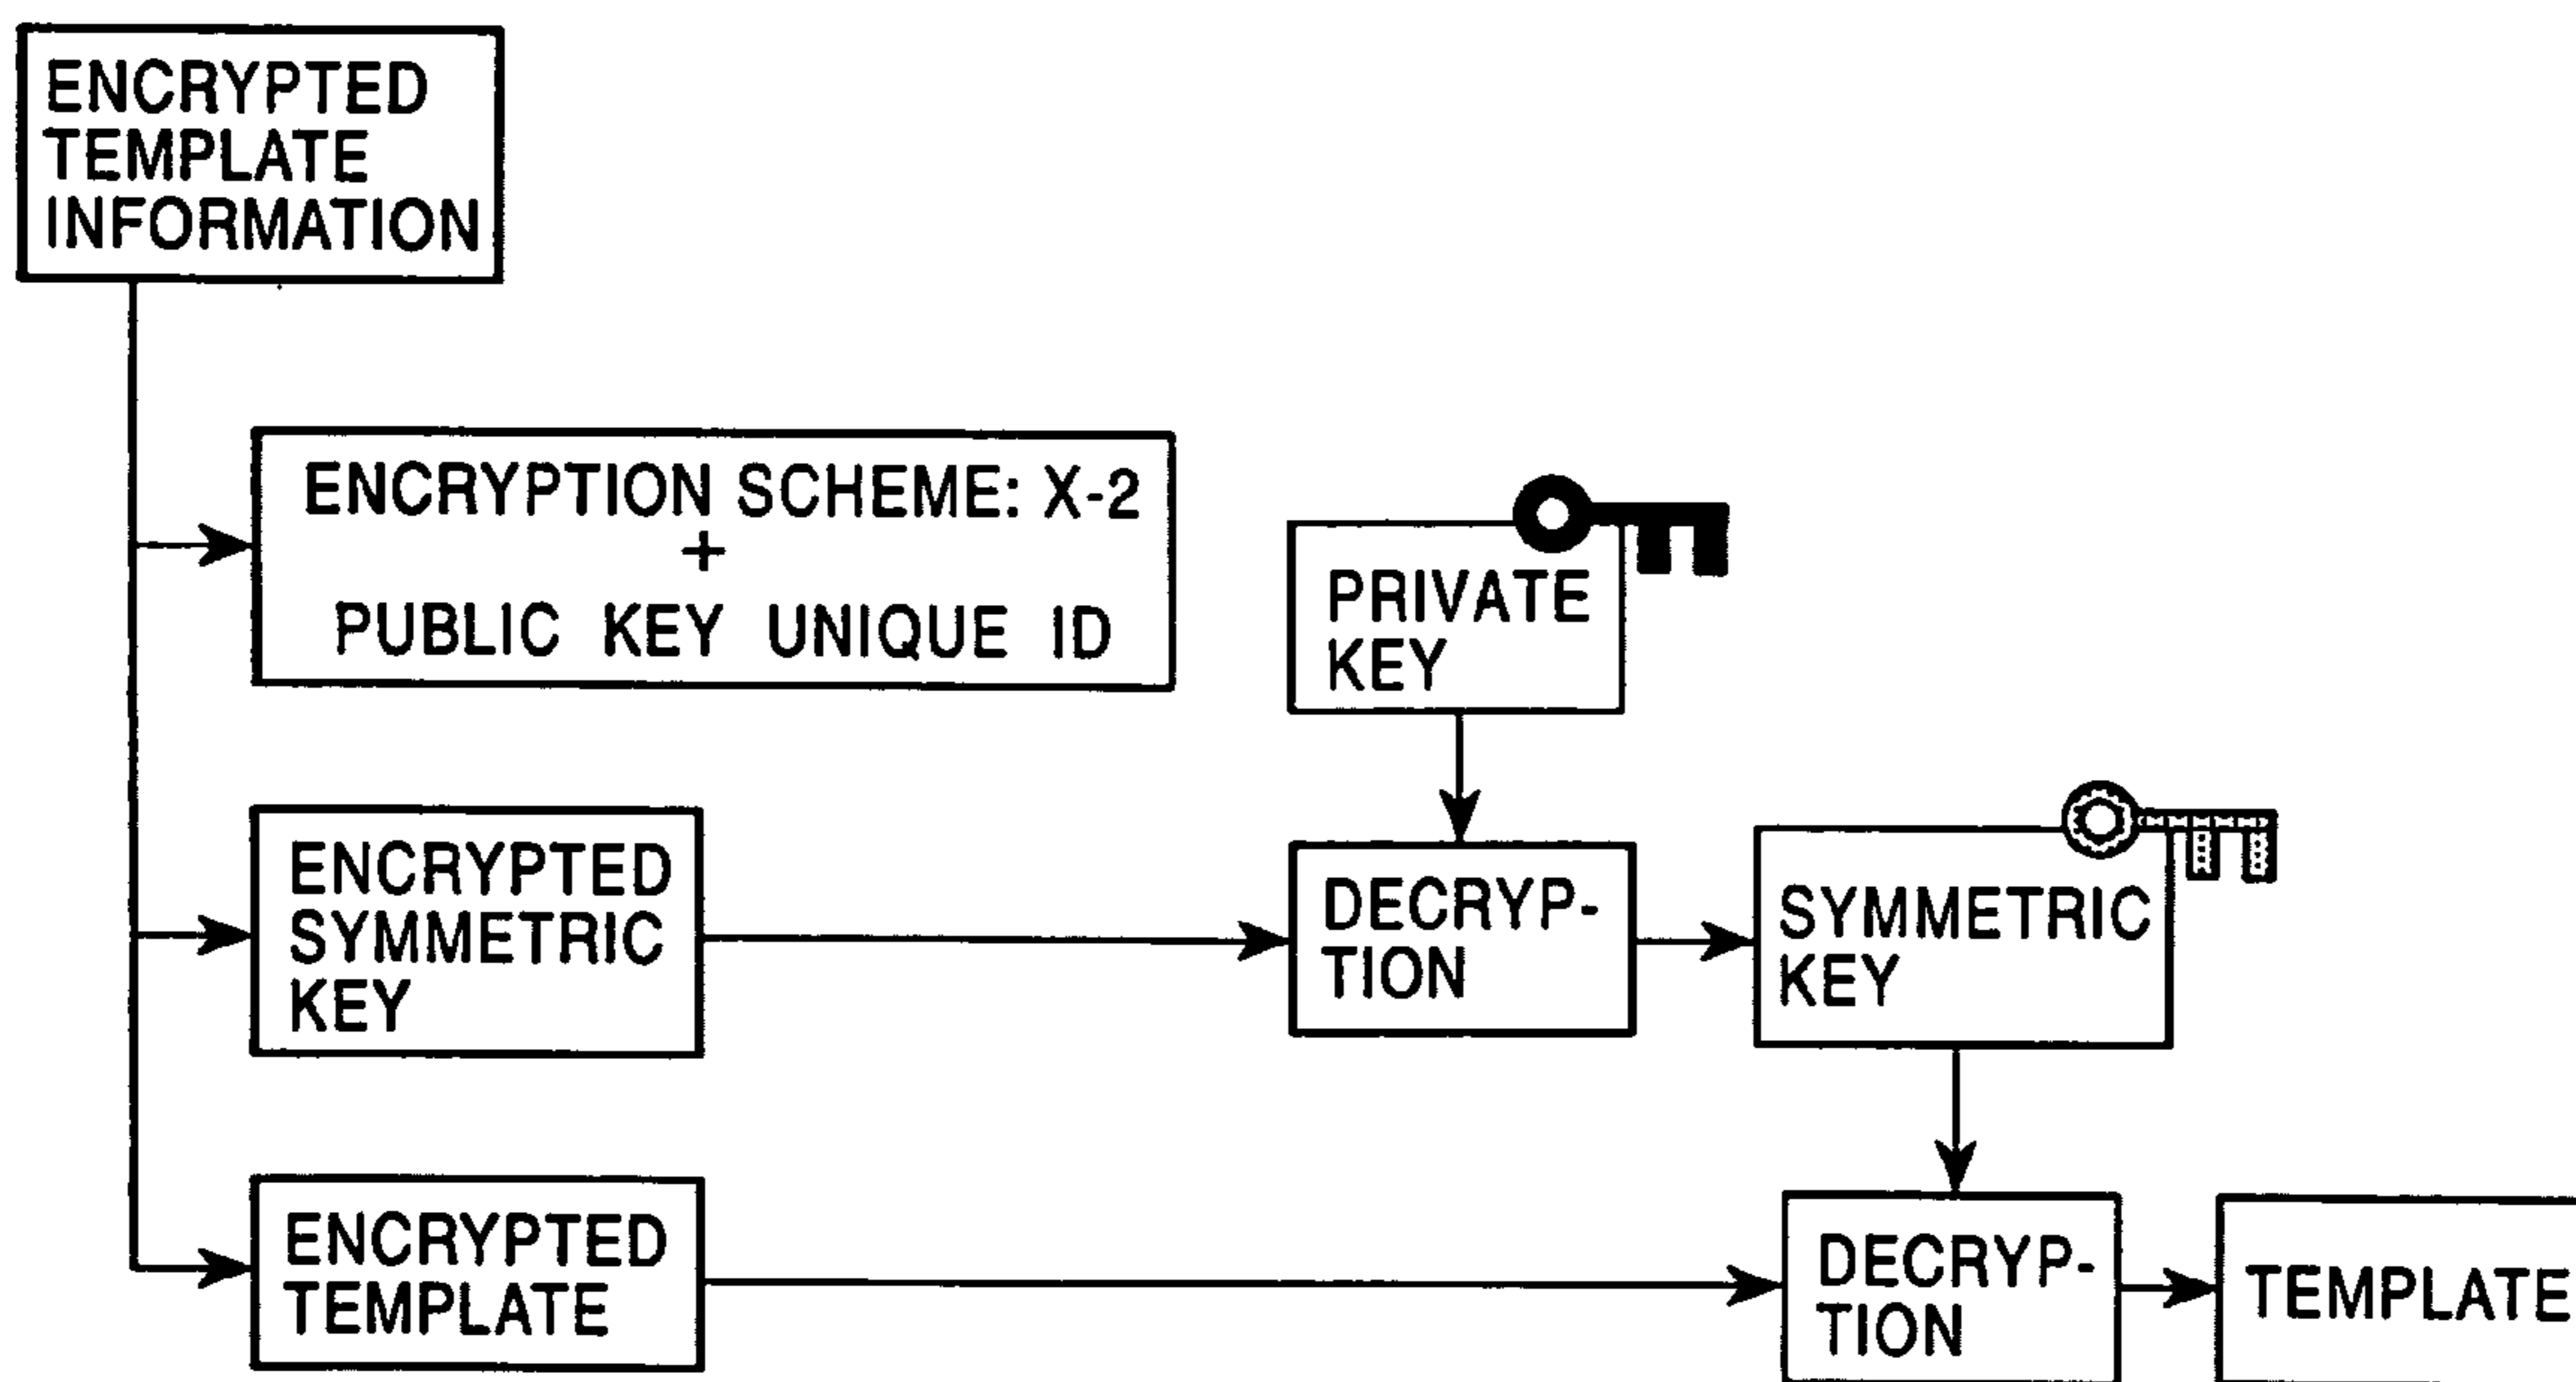 ENCRYPTED
TEMPLATE
INFORMATION
ENCRYPTION SCHEME: X-2
+
PUBLIC KEY UNIQUE ID
PRIVATE
KEY
ENCRYPTED
SYMMETRIC
KEY
DECRYP-
TION
SYMMETRIC
KEY
ENCRYPTED
TEMPLATE
DECRYP-
TION
TEMPLATE